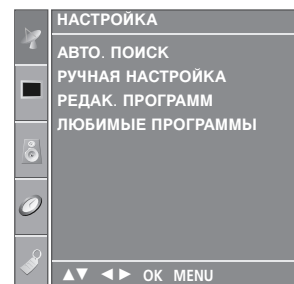 НАСТРОЙКА
АВТО. ПОИСК
РУЧНАЯ НАСТРОЙКА
РЕДАК. ПРОГРАММ
ЛЮБИМЫЕ ПРОГРАММЫ
▲▼ ◄► OK MENU